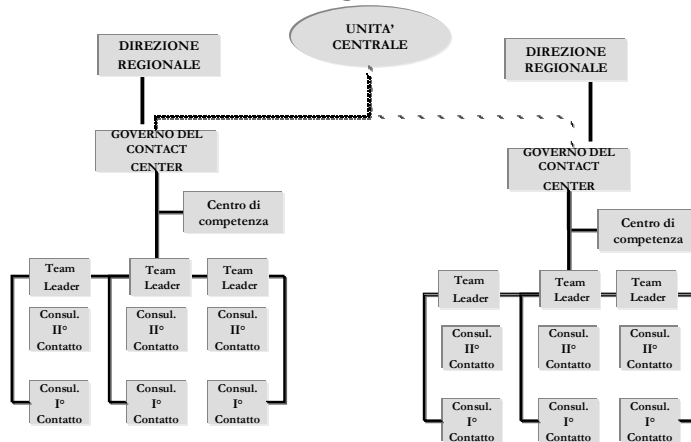 UNITA'
CENTRALE
DIREZIONE
REGIONALE
DIREZIONE
REGIONALE
GOVERNO DEL
CONTACT
CENTER
GOVERNO DEL
CONTACT
CENTER
Centro di
competenza
Centro di
competenza
Team
Leader
Team
Leader
Team
Leader
Team
Leader
Team
Leader
Team
Leader
Consul.
II°
Contatto
Consul.
II°
Contatto
Consul.
II°
Contatto
Consul.
II°
Contatto
Consul.
II°
Contatto
Consul.
II°
Contatto
Consul.
I°
Contatto
Consul.
I°
Contatto
Consul.
I°
Contatto
Consul.
I°
Contatto
Consul.
I°
Contatto
Consul.
I°
Contatto